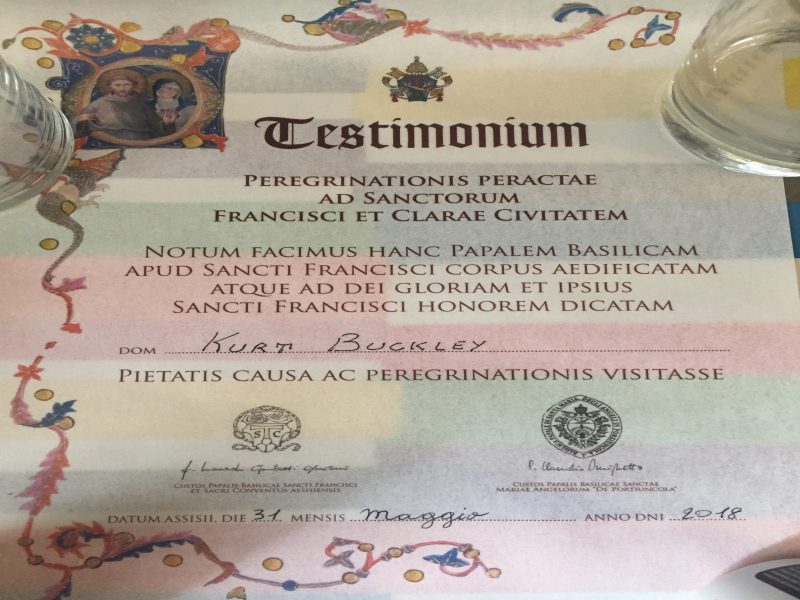 Testimonium
PEREGRINATIONIS PERACTAE
AD SANCTORUM
FRANCISCI ET CLARAE CIVITATEM
NOTUM FACIMUS HANC PAPALEM BASILICAM
APUD SANCTI FRANCISCI CORPUS AEDIFICATAM
ATQUE AD DEI GLORIAM ET IPSIUS
SANCTI FRANCISCI HONOREM DICATAM
DOM KURTI BUCKLEY
PIETATIS CAUSA AC PEREGRINATIONIS VISITASSE
CUSTOS PAPALIS BASILICAE SANCTI FRANCISCI
ET SACRI CONVENTUS ASSISIENSIS
CUSTOS PAPALIS BASILICAE SANCTAE
MARIAE ANGELORUM "DE PORTIUNCOLA"
DATUM ASSISII, DIE 31 MENSIS Maggio ANNO DNI 2018